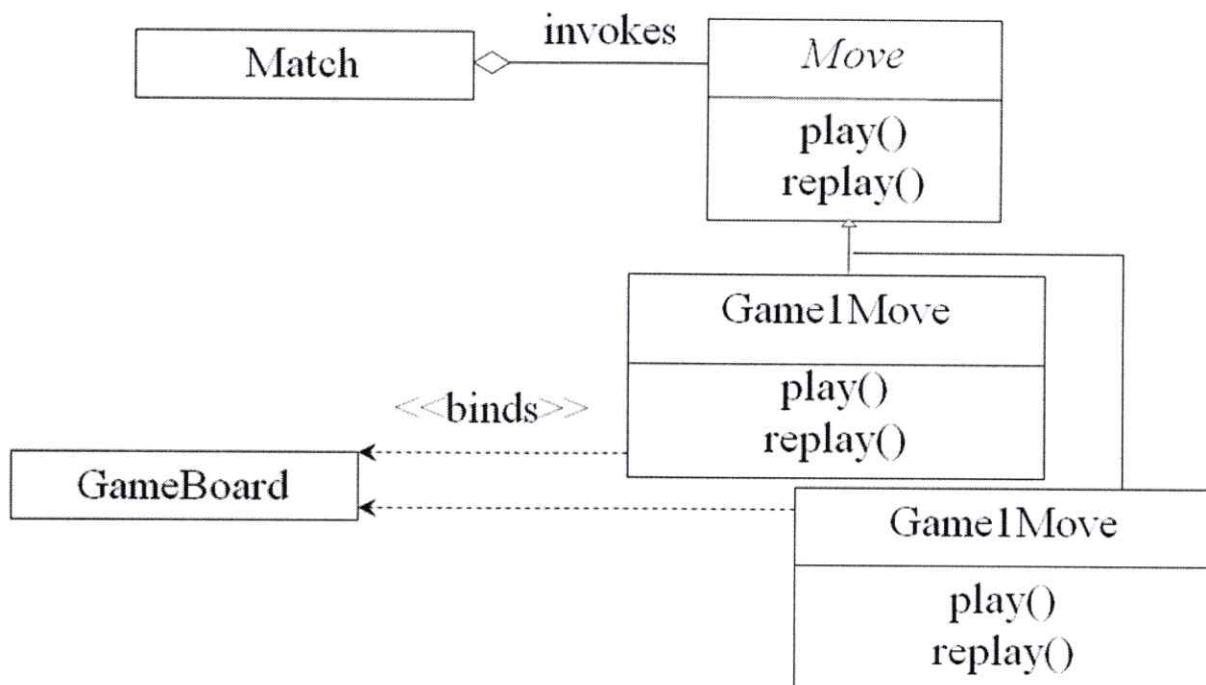 invokes
Match
Move
play()
replay()
Game1Move
play()
replay()
<<binds>>
GameBoard
Game1Move
play()
replay()